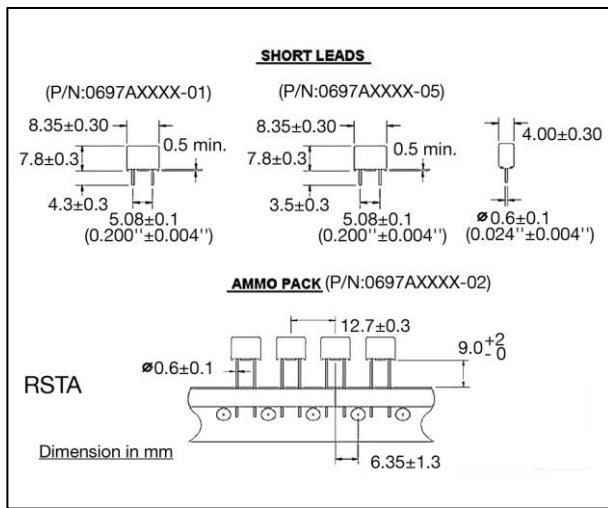 SHORT LEADS
(P/N:0697AXXXX-01)
(P/N:0697AXXXX-05)
8.35±0.30
8.35±0.30
4.00±0.30
7.8±0.3
0.5 min.
7.8±0.3
0.5 min.
4.3±0.3
3.5±0.3
5.08±0.1
(0.200''±0.004'')
5.08±0.1
(0.200''±0.004'')
ø0.6±0.1
(0.024''±0.004'')
AMMO PACK (P/N:0697AXXXX-02)
12.7±0.3
9.0+2
-0
ø0.6±0.1
RSTA
Dimension in mm
6.35±1.3